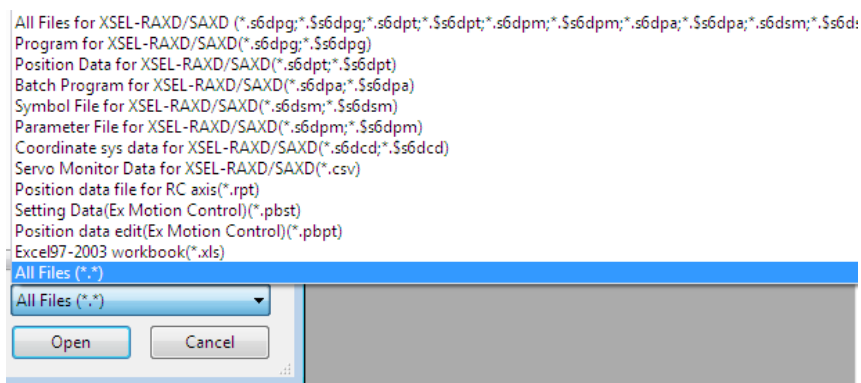 All Files for XSEL-RAXD/SAXD (*.s6dpg;*.$s6dpg;*.s6dpt;*.$s6dpt;*.s6dpm;*.$s6dpm;*.s6dpa;*.$s6dpa;*.s6dsm;*.$s6ds
Program for XSEL-RAXD/SAXD(*.s6dpg;*.$s6dpg)
Position Data for XSEL-RAXD/SAXD(*.s6dpt;*.$s6dpt)
Batch Program for XSEL-RAXD/SAXD(*.s6dpa;*.$s6dpa)
Symbol File for XSEL-RAXD/SAXD(*.s6dsm;*.$s6dsm)
Parameter File for XSEL-RAXD/SAXD(*.s6dpm;*.$s6dpm)
Coordinate sys data for XSEL-RAXD/SAXD(*.s6dcd;*.$s6dcd)
Servo Monitor Data for XSEL-RAXD/SAXD(*.csv)
Position data file for RC axis(*.rpt)
Setting Data(Ex Motion Control)(*.pbst)
Position data edit(Ex Motion Control)(*.pbpt)
Excel97-2003 workbook(*.xls)
All Files (*.*)
All Files (*.*)
Open Cancel